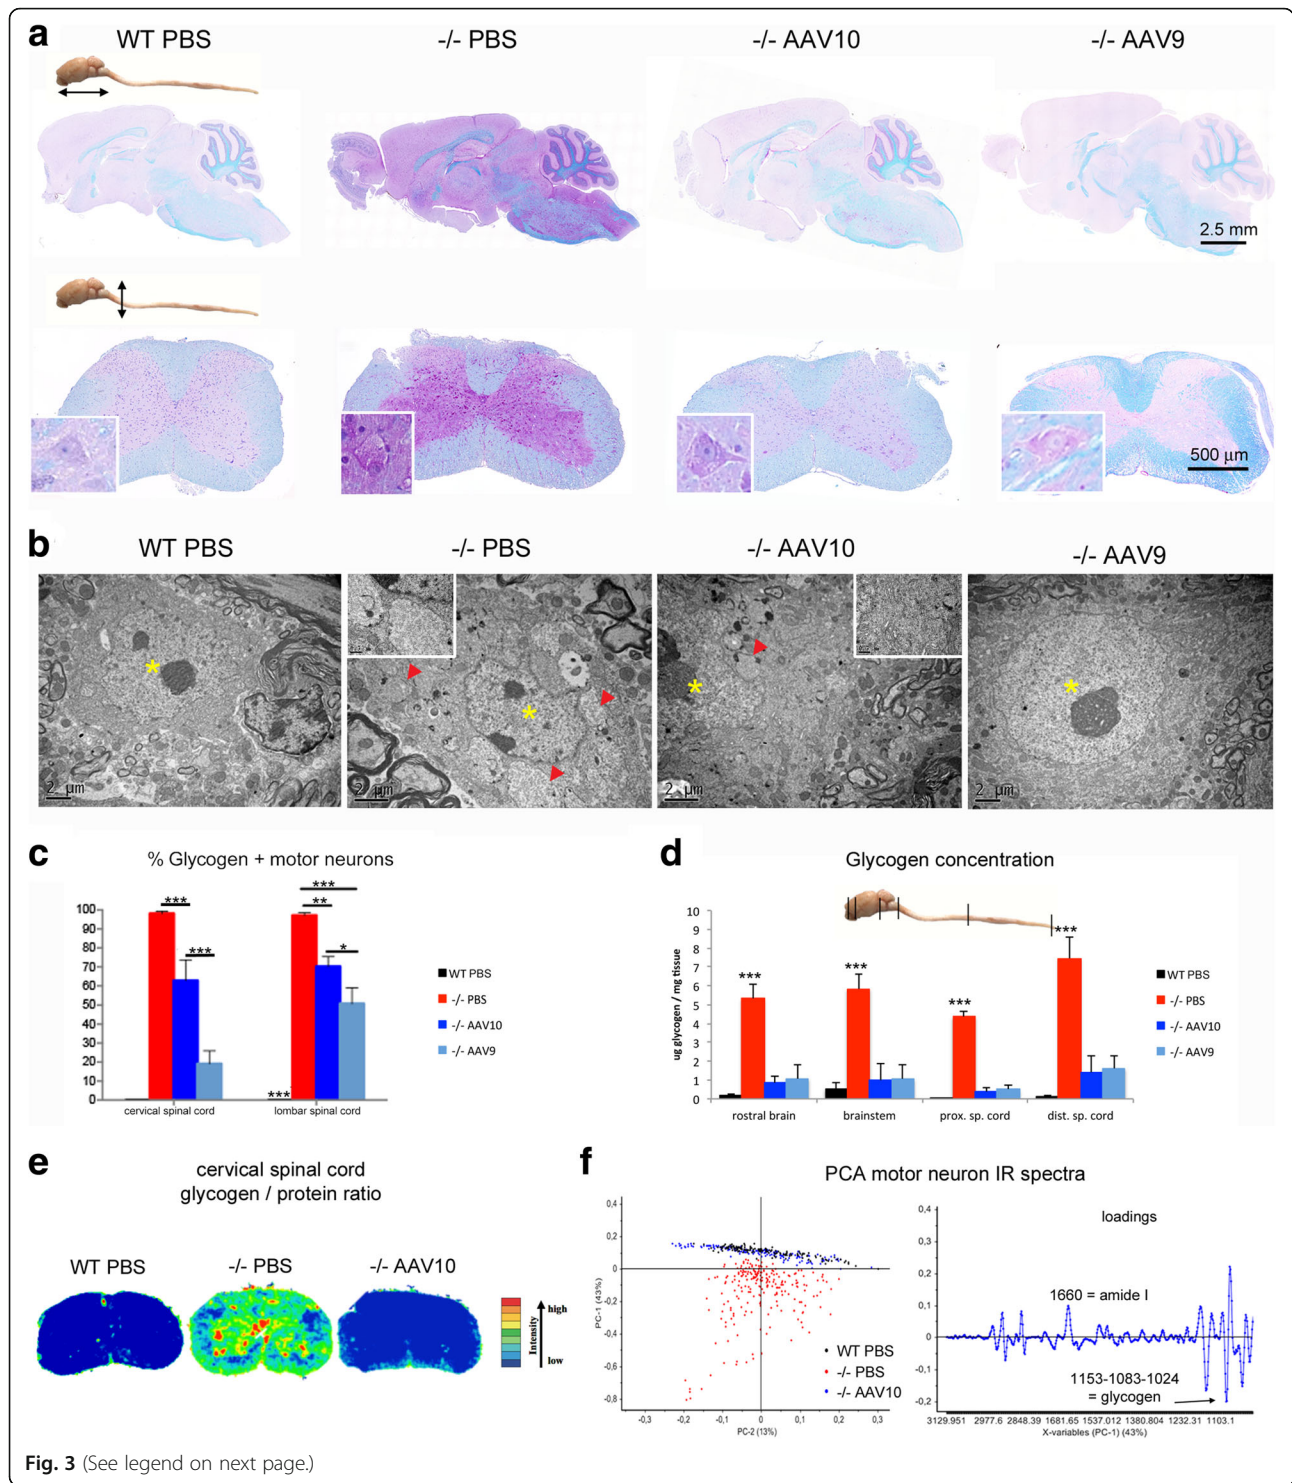 a
WT PBS
-/- PBS
-/- AAV10
-/- AAV9
2.5 mm
500 µm
b
WT PBS
-/- PBS
-/- AAV10
-/- AAV9
2 µm
2 µm
2 µm
2 µm
c
% Glycogen + motor neurons
***
***
***
**
*
***
100
90
80
70
60
50
40
30
20
10
0
cervical spinal cord
lombar spinal cord
WT PBS
-/- PBS
-/- AAV10
-/- AAV9
d
Glycogen concentration
ug glycogen / mg tissue
10
9
8
7
6
5
4
3
2
1
0
***
***
***
***
rostral brain
brainstem
prox. sp. cord
dist. sp. cord
WT PBS
-/- PBS
-/- AAV10
-/- AAV9
e
cervical spinal cord
glycogen / protein ratio
WT PBS
-/- PBS
-/- AAV10
high
Intensity
low
f
PCA motor neuron IR spectra
PC-1 (43%)
0,4
0,2
0
-0,2
-0,4
-0,6
-0,8
-0,3
-0,2
-0,1
0
0,1
0,2
0,3
PC-2 (13%)
WT PBS
-/- PBS
-/- AAV10
loadings
0,4
0,3
0,2
0,1
0
-0,1
-0,2
1660 = amide I
1153-1083-1024
= glycogen
3129.951
2977.6
2848.39
1681.65
1537.012
1380.804
1232.31
1103.1
X-variables (PC-1) (43%)
Fig. 3 (See legend on next page.)